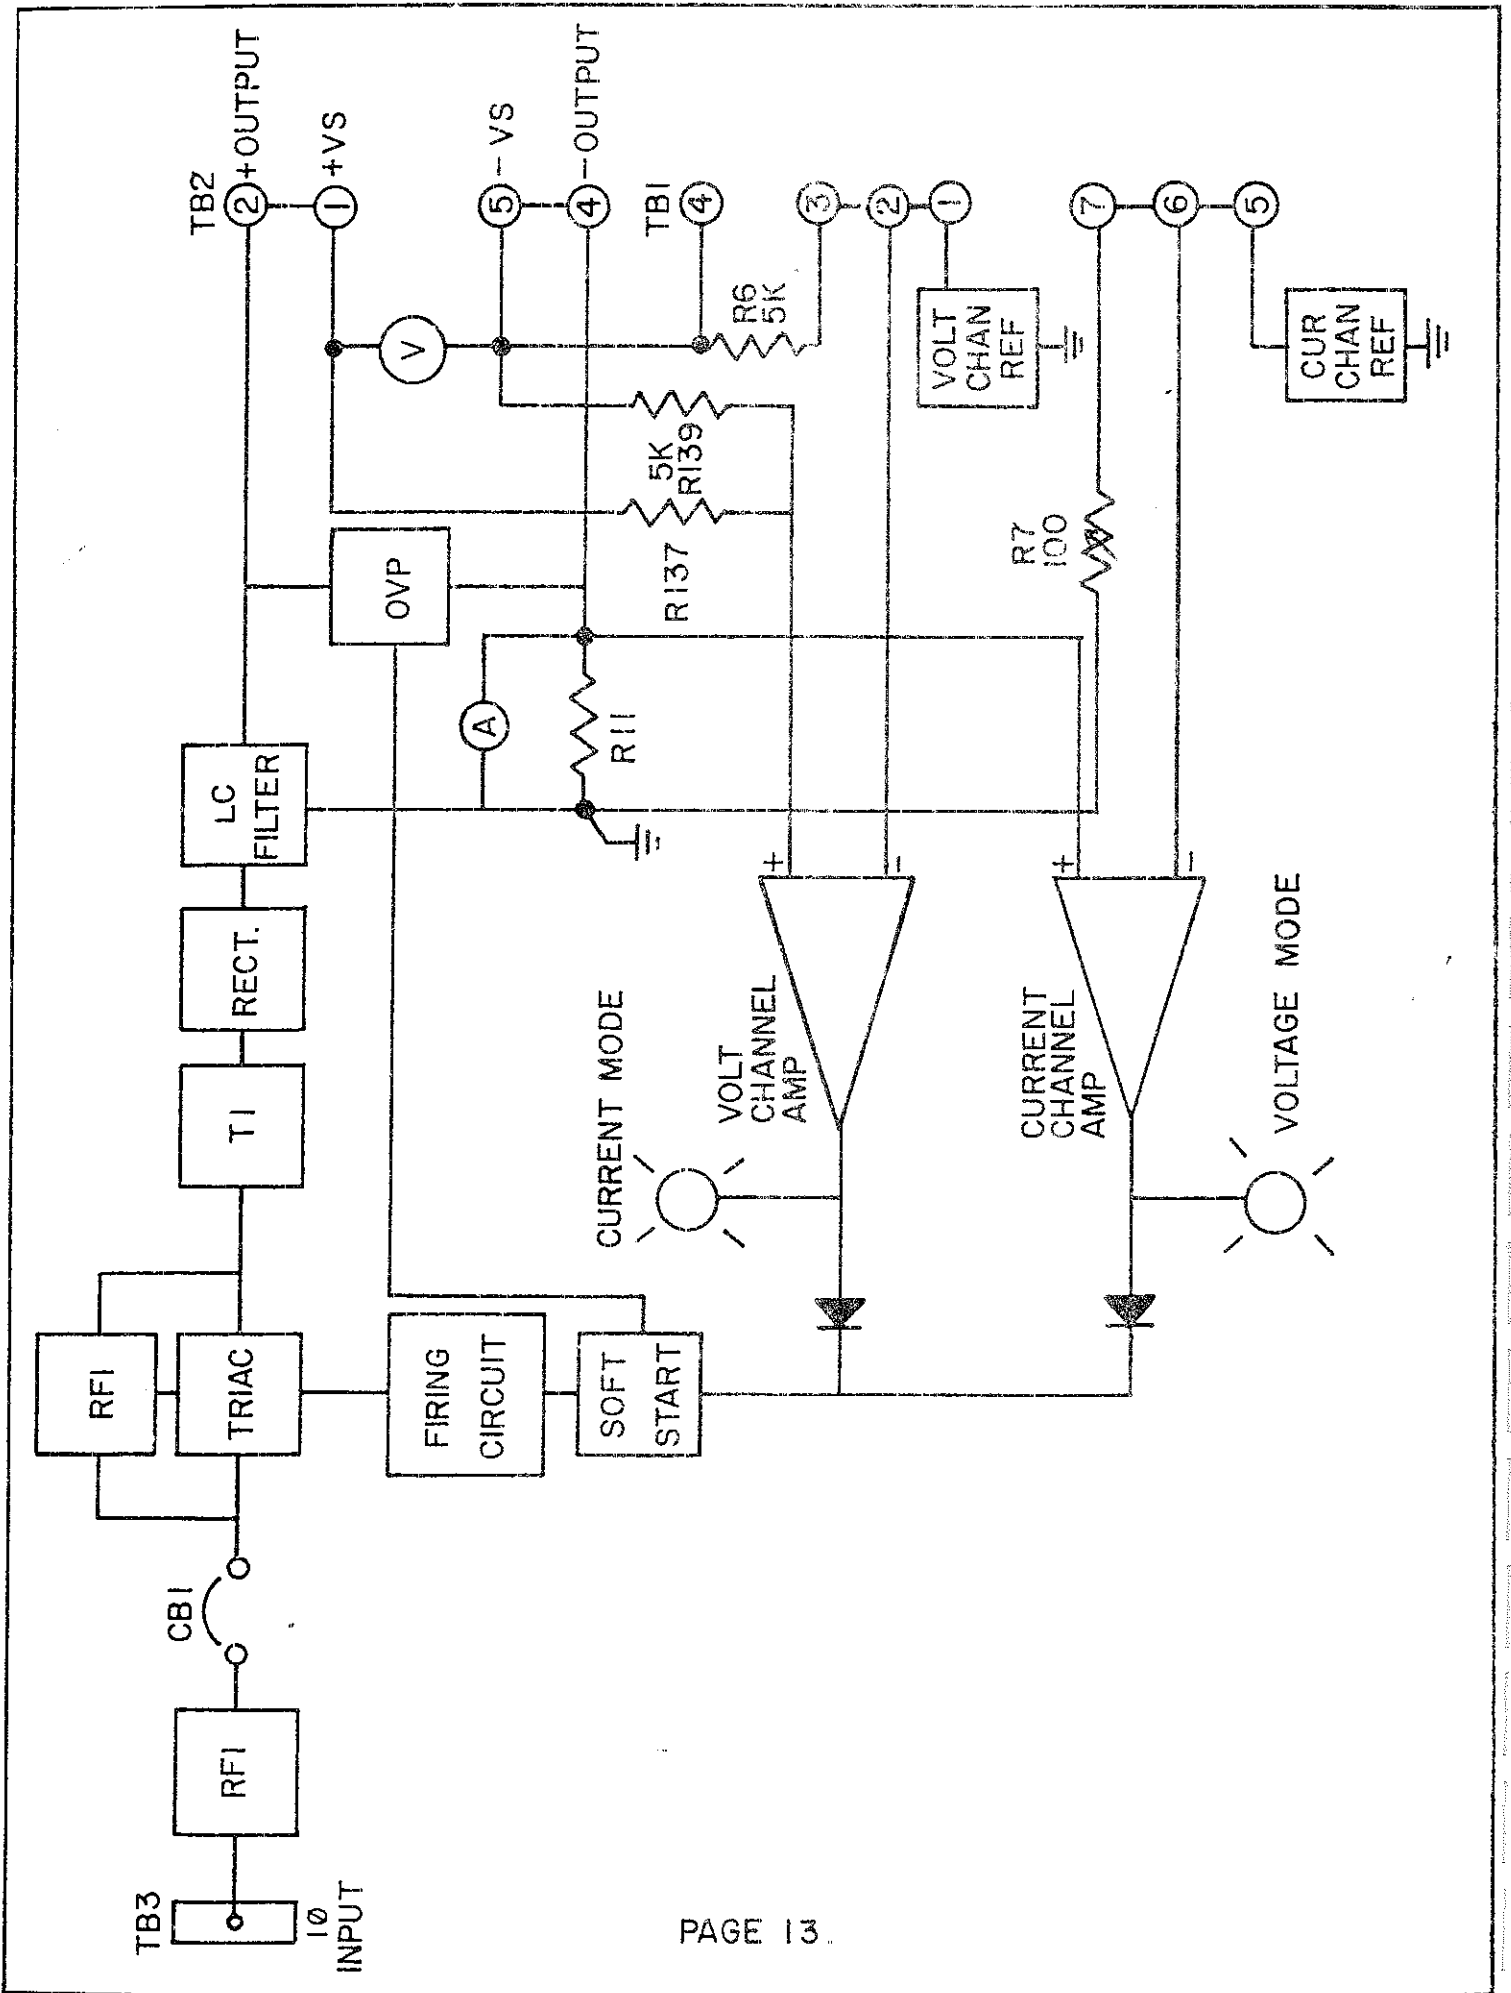 TB3
1Ø
INPUT
RFI
CB1
RFI
TRIAC
T1
RECT.
LC
FILTER
OVP
TB2
2
+OUTPUT
1
+VS
5
-VS
4
-OUTPUT
FIRING
CIRCUIT
SOFT
START
A
R11
V
R137
5K
R139
R6
5K
TB1
4
3
2
1
CURRENT MODE
VOLT
CHANNEL
AMP
+
-
VOLT
CHAN
REF
CURRENT
CHANNEL
AMP
+
-
R7
100
7
6
5
CUR
CHAN
REF
VOLTAGE MODE
PAGE 13